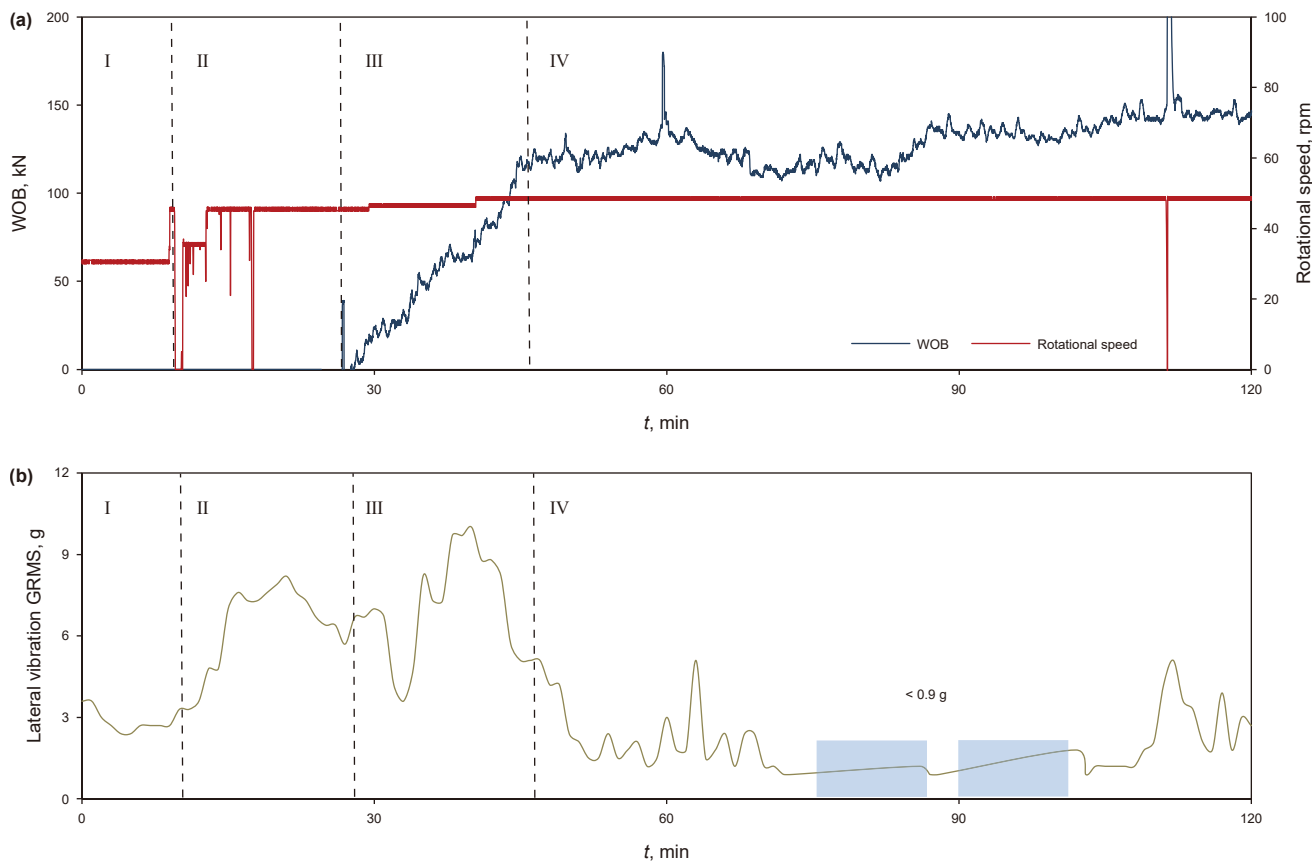 (a)
200
150
100
50
0
WOB, kN
I
II
III
IV
100
80
60
40
20
0
Rotational speed, rpm
WOB
Rotational speed
0
30
60
90
120
t, min
(b)
12
9
6
3
0
Lateral vibration GRMS, g
I
II
III
IV
< 0.9 g
0
30
60
90
120
t, min